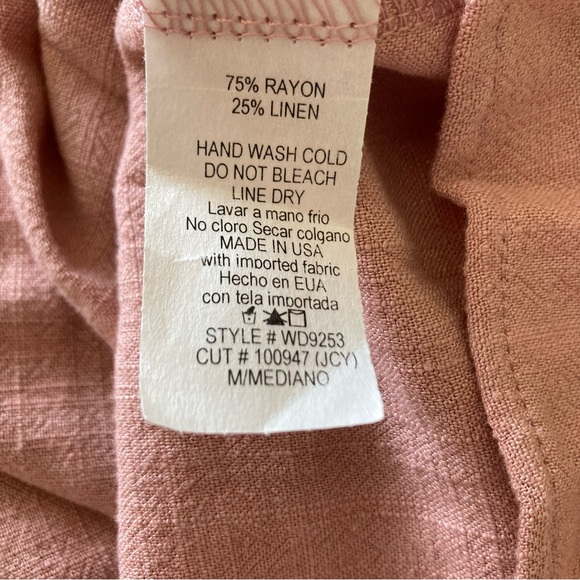 75% RAYON
25% LINEN
HAND WASH COLD
DO NOT BLEACH
LINE DRY
Lavar a mano frio
No cloro Secar colgano
MADE IN USA
with imported fabric
Hecho en EUA
con tela importada
STYLE # WD9253
CUT # 100947 (JCY)
M/MEDIANO